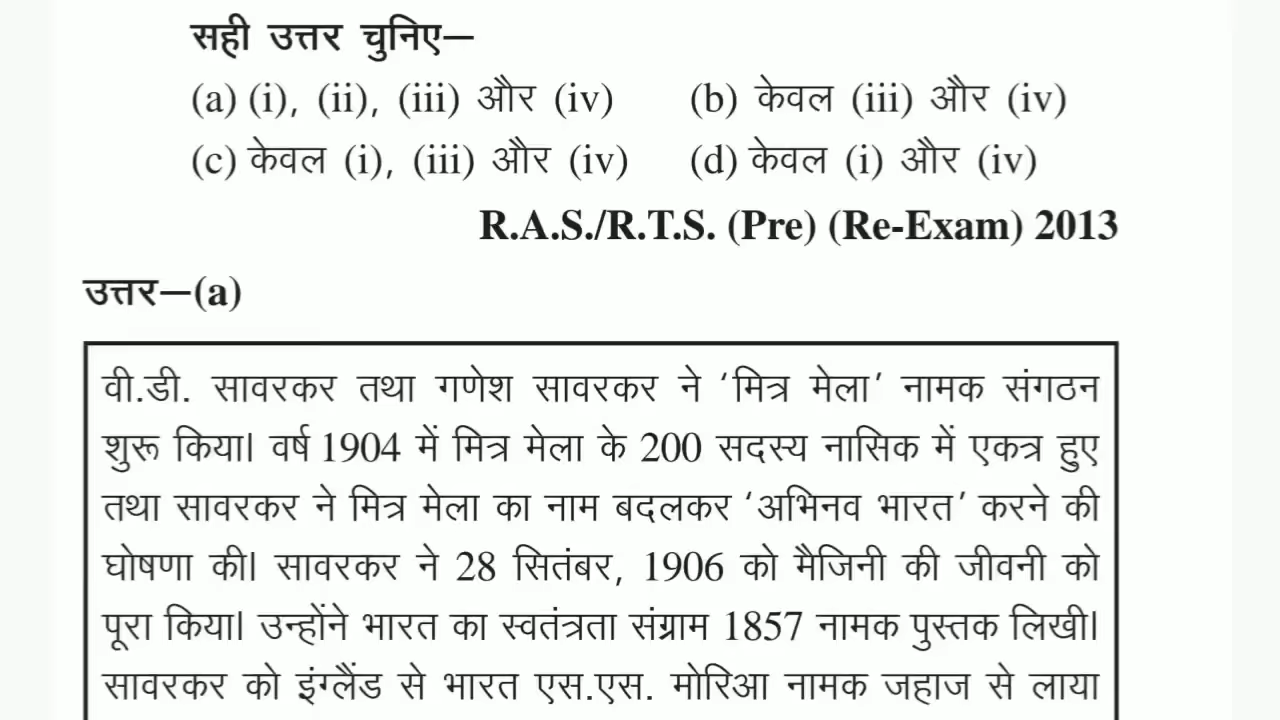 सही उत्तर चुनिए—
(a) (i), (ii), (iii) और (iv) (b) केवल (iii) और (iv)
(c) केवल (i), (iii) और (iv) (d) केवल (i) और (iv)
R.A.S./R.T.S. (Pre) (Re-Exam) 2013
उत्तर—(a)
वी.डी. सावरकर तथा गणेश सावरकर ने ‘मित्र मेला’ नामक संगठन
शुरू किया। वर्ष 1904 में मित्र मेला के 200 सदस्य नासिक में एकत्र हुए
तथा सावरकर ने मित्र मेला का नाम बदलकर ‘अभिनव भारत’ करने की
घोषणा की। सावरकर ने 28 सितंबर, 1906 को मैजिनी की जीवनी को
पूरा किया। उन्होंने भारत का स्वतंत्रता संग्राम 1857 नामक पुस्तक लिखी।
सावरकर को इंग्लैंड से भारत एस.एस. मोरिआ नामक जहाज से लाया